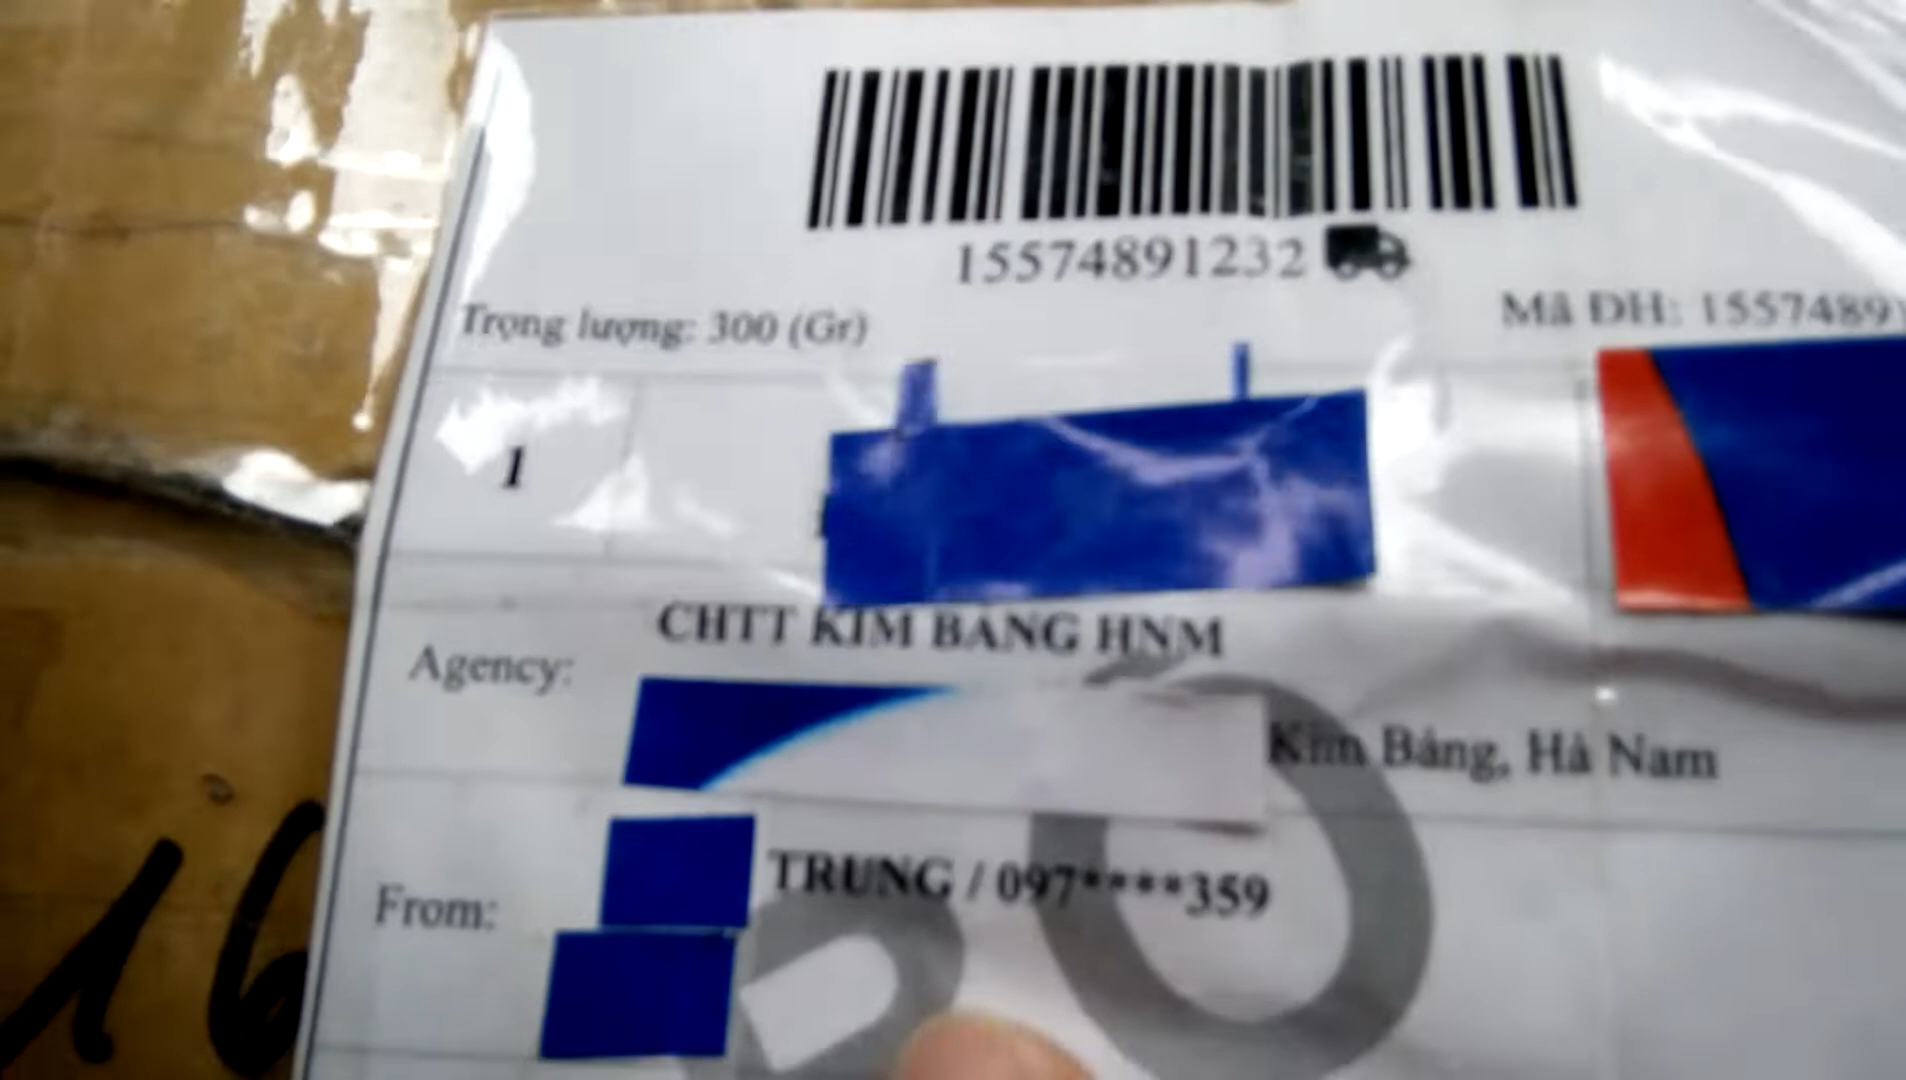 15574891232
Trọng lượng: 300 (Gr)
Mã ĐH: 1557489
1
CHTT KIM BẢNG HNM
Agency:
Kim Bảng, Hà Nam
From: TRUNG / 097****359
16